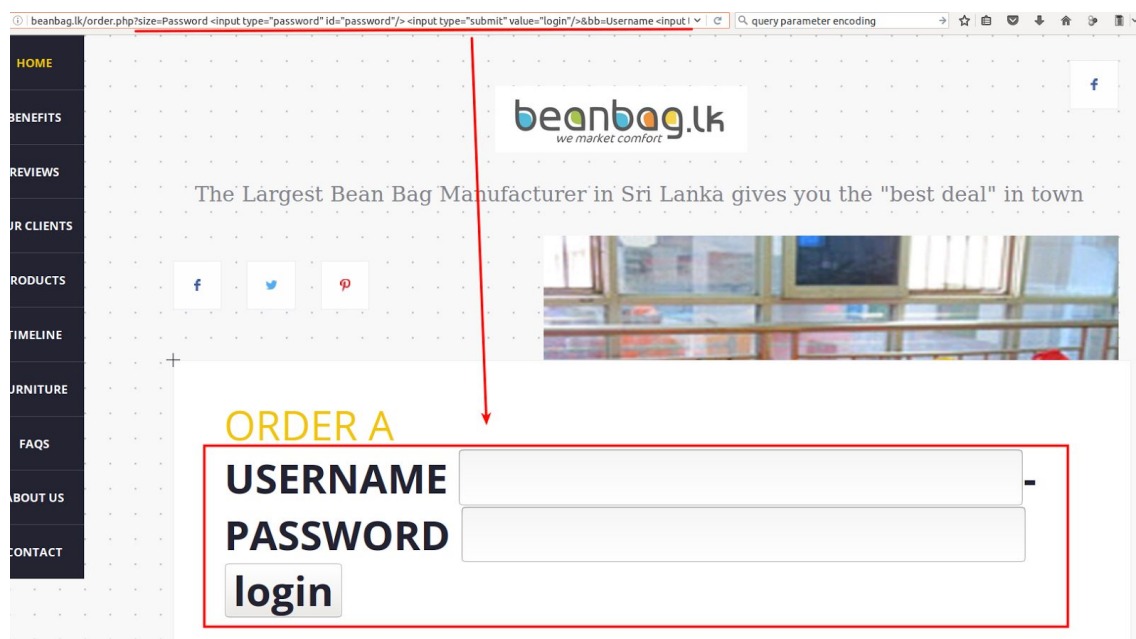 beanbag.lk/order.php?size=Password <input type="password" id="password"/> <input type="submit" value="login"/>&bb=Username <input
query parameter encoding
HOME
BENEFITS
REVIEWS
UR CLIENTS
RODUCTS
TIMELINE
URNITURE
FAQS
ABOUT US
CONTACT
beanbag.lk
we market comfort
The Largest Bean Bag Manufacturer in Sri Lanka gives you the "best deal" in town
ORDER A
USERNAME -
PASSWORD
login